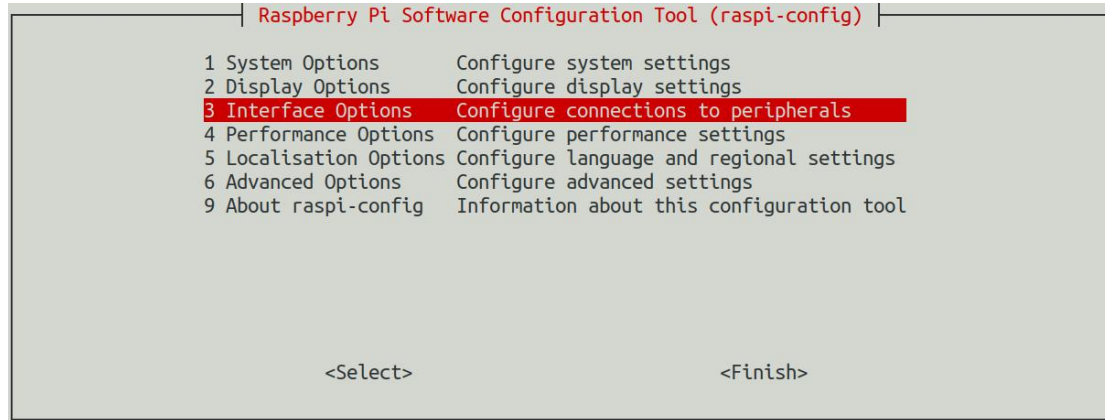 Raspberry Pi Software Configuration Tool (raspi-config)
1 System Options Configure system settings
2 Display Options Configure display settings
3 Interface Options Configure connections to peripherals
4 Performance Options Configure performance settings
5 Localisation Options Configure language and regional settings
6 Advanced Options Configure advanced settings
9 About raspi-config Information about this configuration tool
<Select> <Finish>